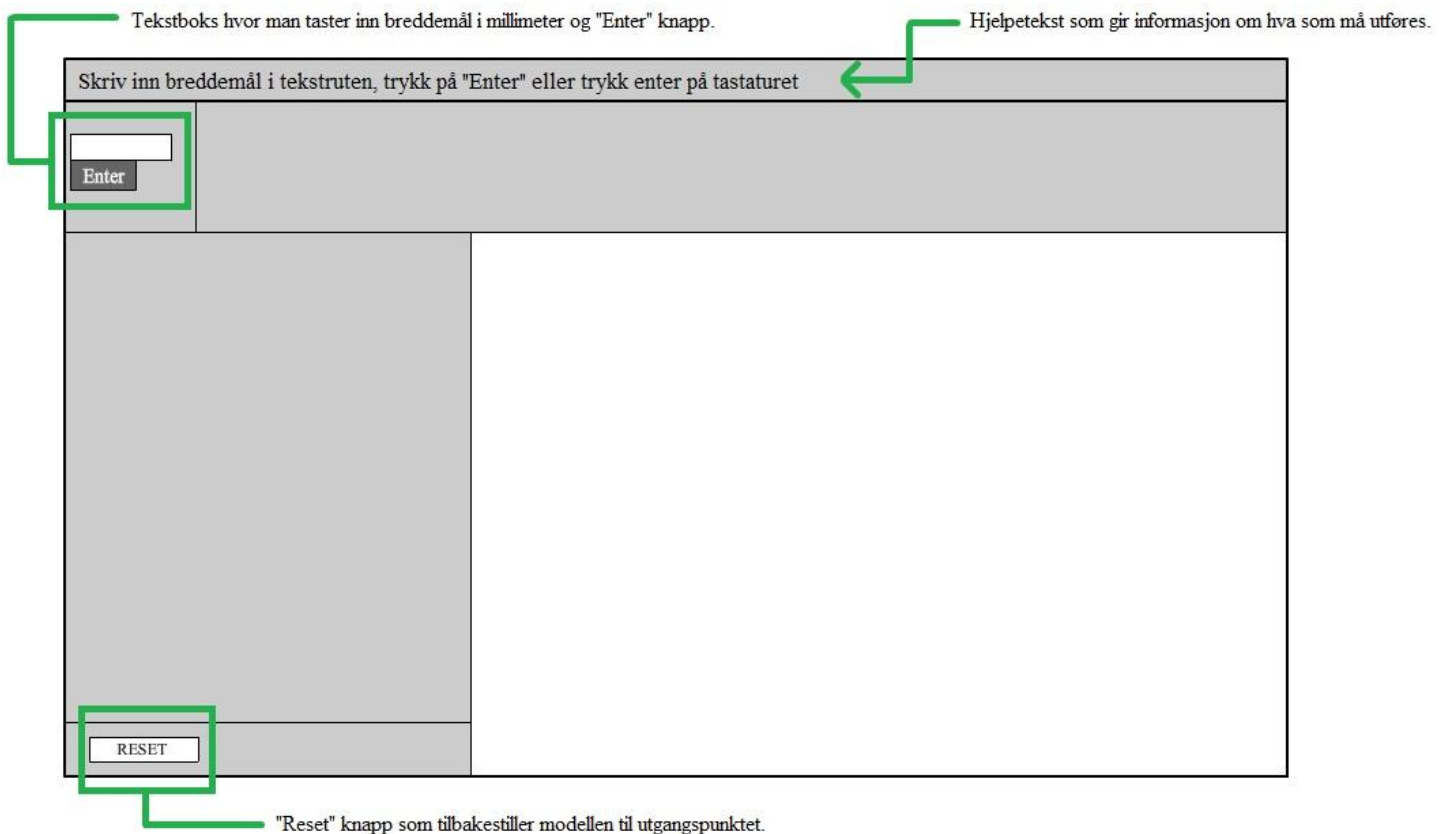 Tekstboks hvor man taster inn breddemål i millimeter og "Enter" knapp.
Hjelpetekst som gir informasjon om hva som må utføres.
Skriv inn breddemål i tekstruten, trykk på "Enter" eller trykk enter på tastaturet
Enter
RESET
"Reset" knapp som tilbakestiller modellen til utgangspunktet.